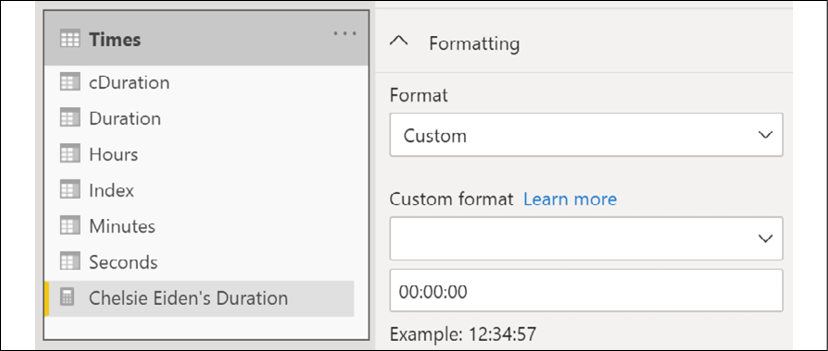 Times
cDuration
Duration
Hours
Index
Minutes
Seconds
Chelsie Eiden's Duration
Formatting
Format
Custom
Custom format Learn more
00:00:00
Example: 12:34:57